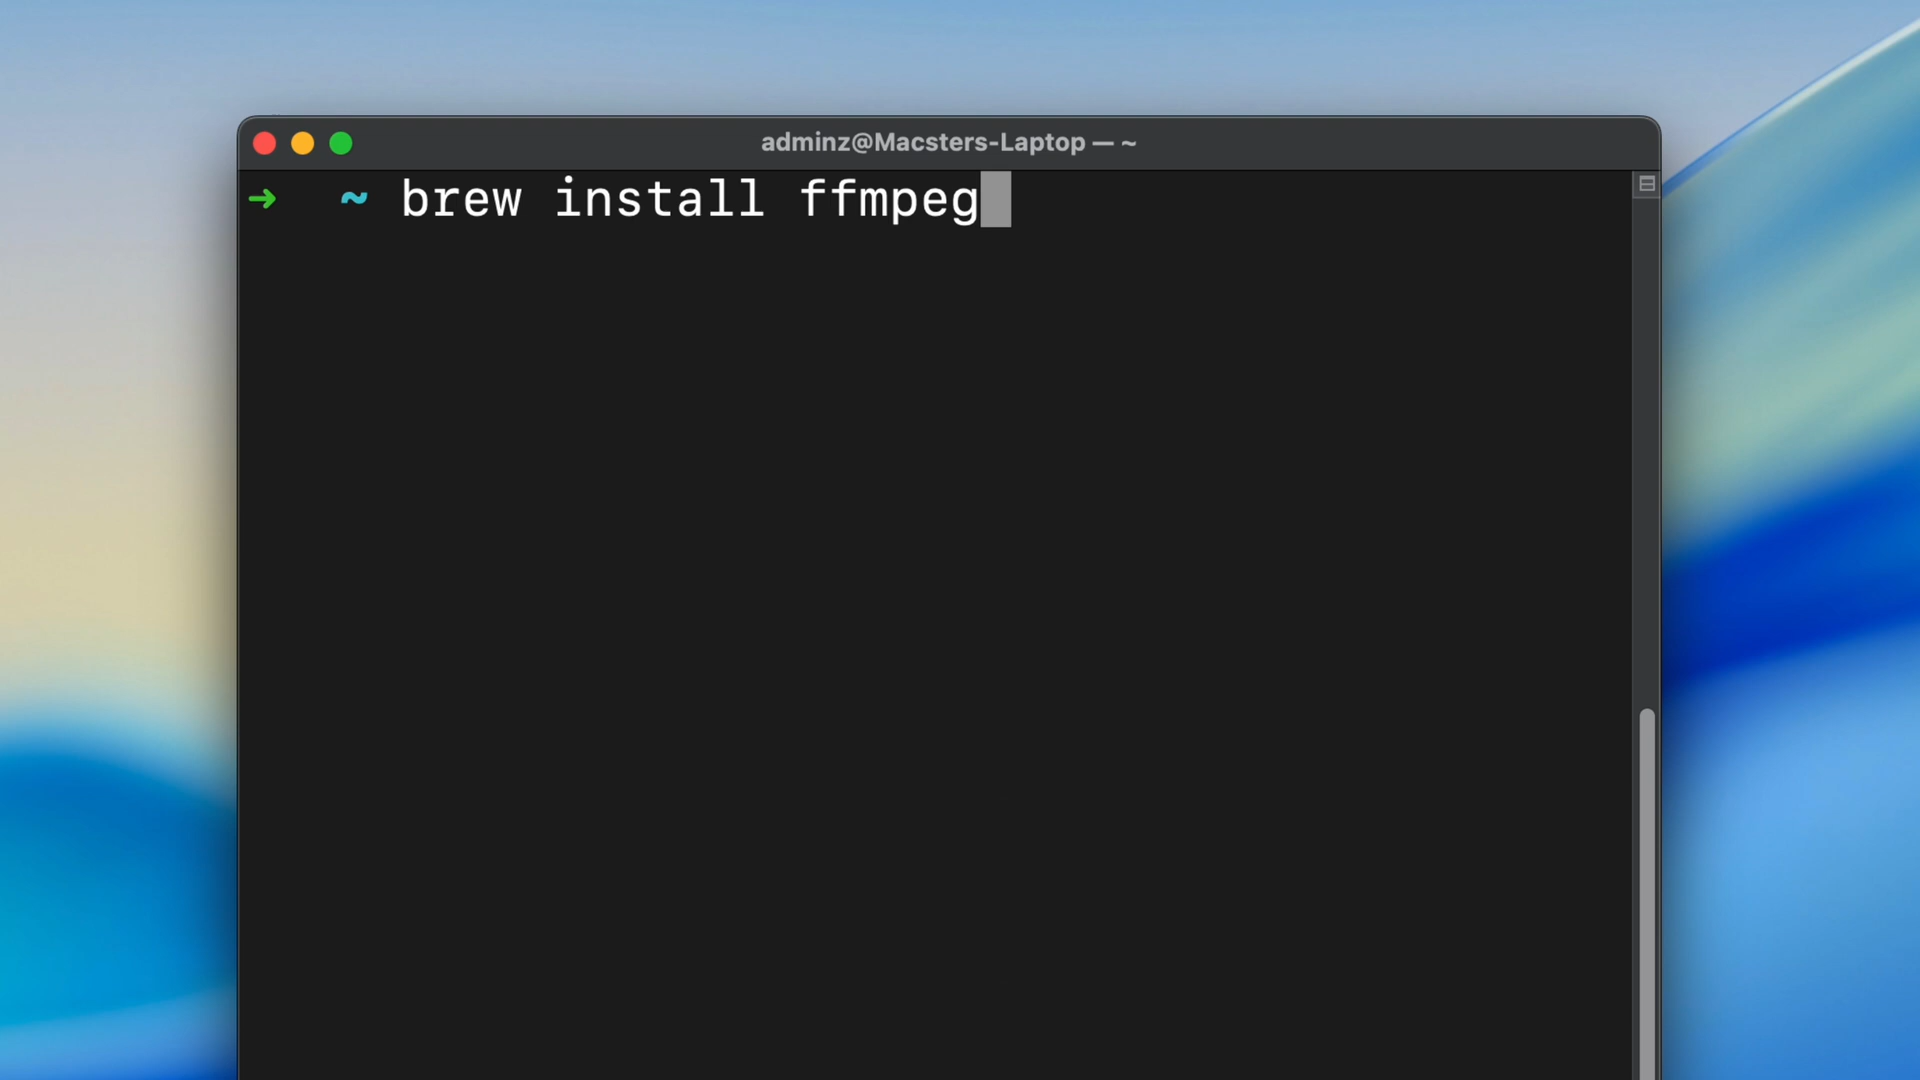 adminz@Macsters-Laptop — ~
➜ ~ brew install ffmpeg